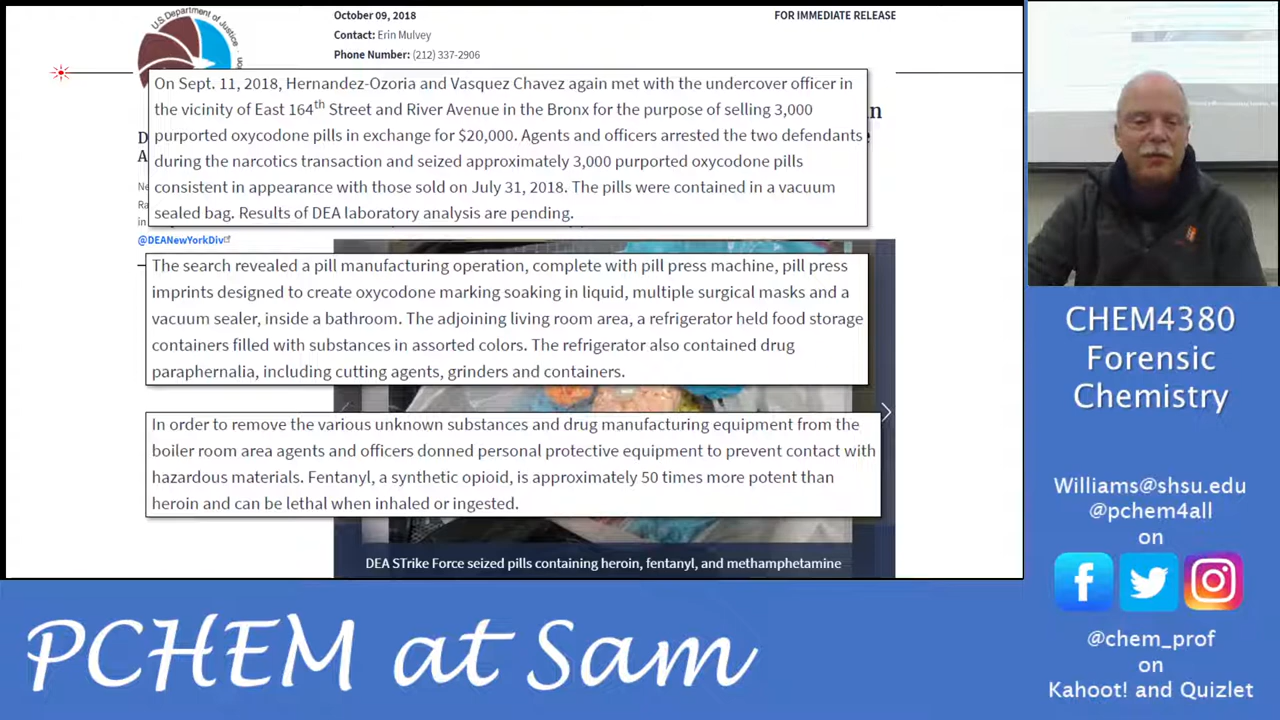 U.S. Department of Justice
October 09, 2018
FOR IMMEDIATE RELEASE
Contact: Erin Mulvey
Phone Number: (212) 337-2906
On Sept. 11, 2018, Hernandez-Ozoria and Vasquez Chavez again met with the undercover officer in
the vicinity of East 164th Street and River Avenue in the Bronx for the purpose of selling 3,000
purported oxycodone pills in exchange for $20,000. Agents and officers arrested the two defendants
during the narcotics transaction and seized approximately 3,000 purported oxycodone pills
consistent in appearance with those sold on July 31, 2018. The pills were contained in a vacuum
sealed bag. Results of DEA laboratory analysis are pending.
@DEANewYorkDiv
The search revealed a pill manufacturing operation, complete with pill press machine, pill press
imprints designed to create oxycodone marking soaking in liquid, multiple surgical masks and a
vacuum sealer, inside a bathroom. The adjoining living room area, a refrigerator held food storage
containers filled with substances in assorted colors. The refrigerator also contained drug
paraphernalia, including cutting agents, grinders and containers.
In order to remove the various unknown substances and drug manufacturing equipment from the
boiler room area agents and officers donned personal protective equipment to prevent contact with
hazardous materials. Fentanyl, a synthetic opioid, is approximately 50 times more potent than
heroin and can be lethal when inhaled or ingested.
DEA STrike Force seized pills containing heroin, fentanyl, and methamphetamine
CHEM4380
Forensic
Chemistry
Williams@shsu.edu
@pchem4all
on
@chem_prof
on
Kahoot! and Quizlet
PCHEM at Sam